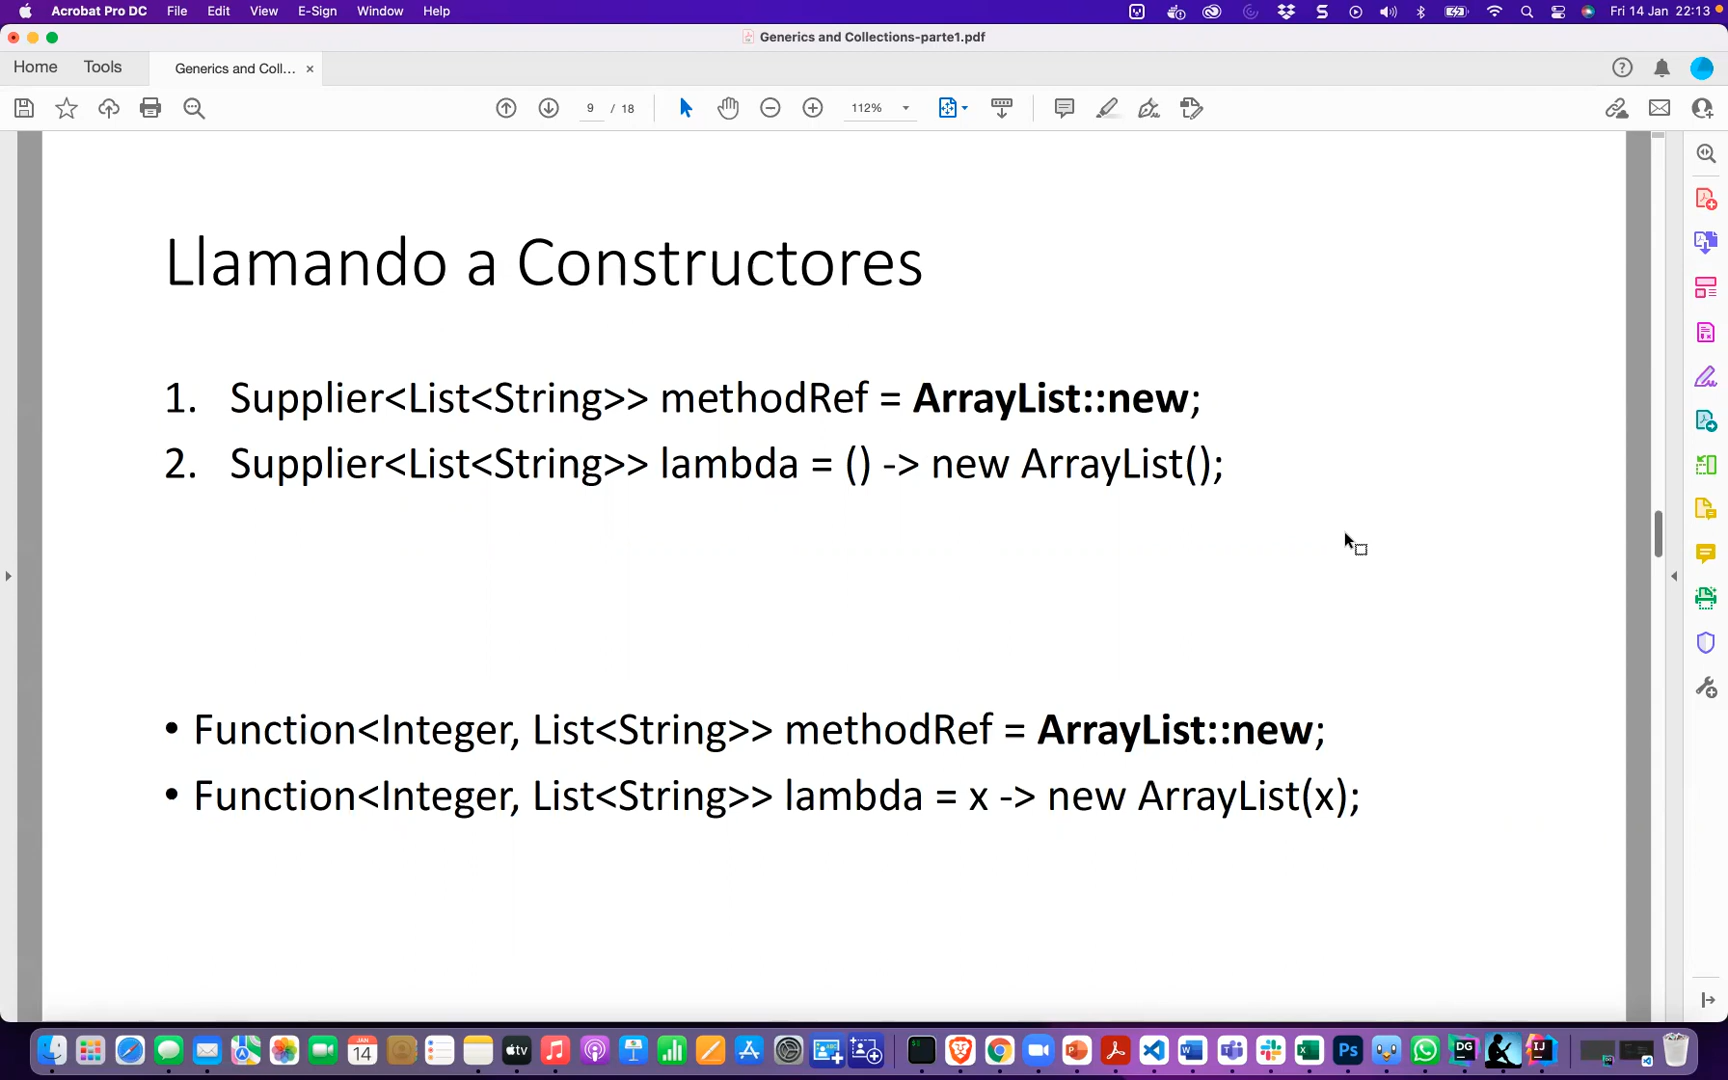 Acrobat Pro DC File Edit View E-Sign Window Help Fri 14 Jan 22:13
Generics and Collections-parte1.pdf
Home Tools Generics and Coll... ×
9 / 18 112%
Llamando a Constructores
1. Supplier<List<String>> methodRef = ArrayList::new;
2. Supplier<List<String>> lambda = () -> new ArrayList();
• Function<Integer, List<String>> methodRef = ArrayList::new;
• Function<Integer, List<String>> lambda = x -> new ArrayList(x);
JAN
14